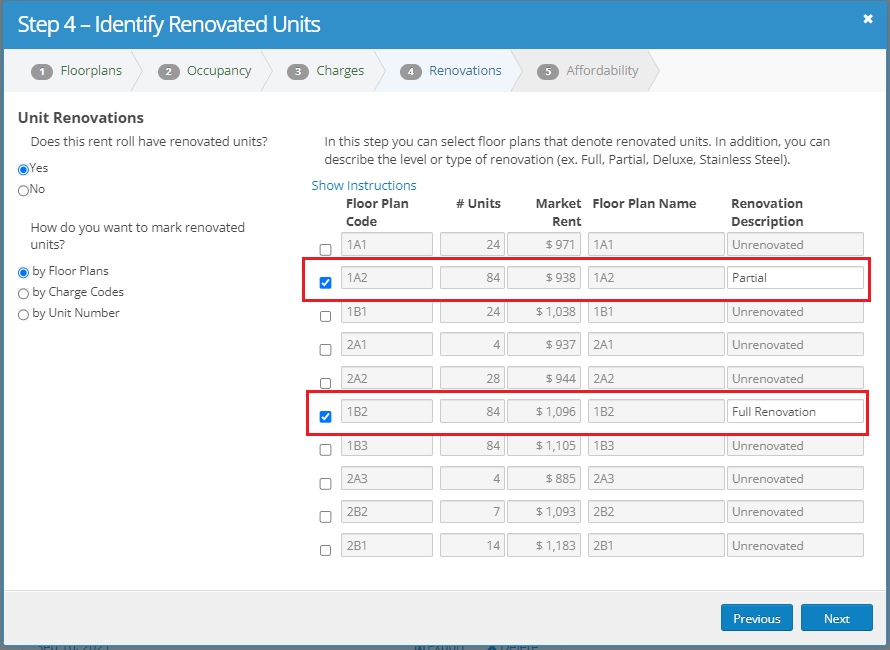 Step 4 – Identify Renovated Units
1 Floorplans 2 Occupancy 3 Charges 4 Renovations 5 Affordability
Unit Renovations
Does this rent roll have renovated units?
Yes
No
How do you want to mark renovated
units?
by Floor Plans
by Charge Codes
by Unit Number
In this step you can select floor plans that denote renovated units. In addition, you can
describe the level or type of renovation (ex. Full, Partial, Deluxe, Stainless Steel).
Show Instructions
Floor Plan Code # Units Market Rent Floor Plan Name Renovation Description
1A1 24 $ 971 1A1 Unrenovated
1A2 84 $ 938 1A2 Partial
1B1 24 $ 1,038 1B1 Unrenovated
2A1 4 $ 937 2A1 Unrenovated
2A2 28 $ 944 2A2 Unrenovated
1B2 84 $ 1,096 1B2 Full Renovation
1B3 84 $ 1,105 1B3 Unrenovated
2A3 4 $ 885 2A3 Unrenovated
2B2 7 $ 1,093 2B2 Unrenovated
2B1 14 $ 1,183 2B1 Unrenovated
Previous Next